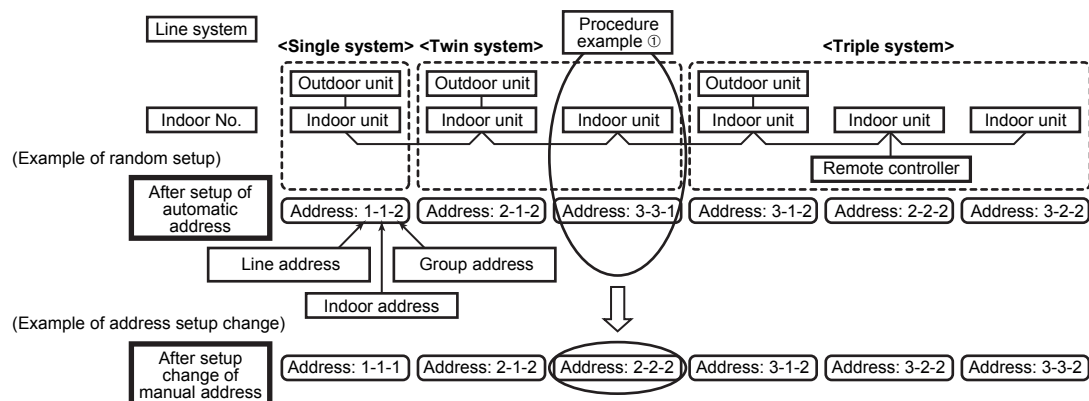 Line system
Procedure
example ①
<Single system> <Twin system> <Triple system>
Outdoor unit Outdoor unit Outdoor unit
Indoor No. Indoor unit Indoor unit Indoor unit Indoor unit Indoor unit Indoor unit
(Example of random setup)
Remote controller
After setup of
automatic
address
Address: 1-1-2 Address: 2-1-2 Address: 3-3-1 Address: 3-1-2 Address: 2-2-2 Address: 3-2-2
Line address Group address
Indoor address
(Example of address setup change)
After setup
change of
manual address
Address: 1-1-1 Address: 2-1-2 Address: 2-2-2 Address: 3-1-2 Address: 3-2-2 Address: 3-3-2